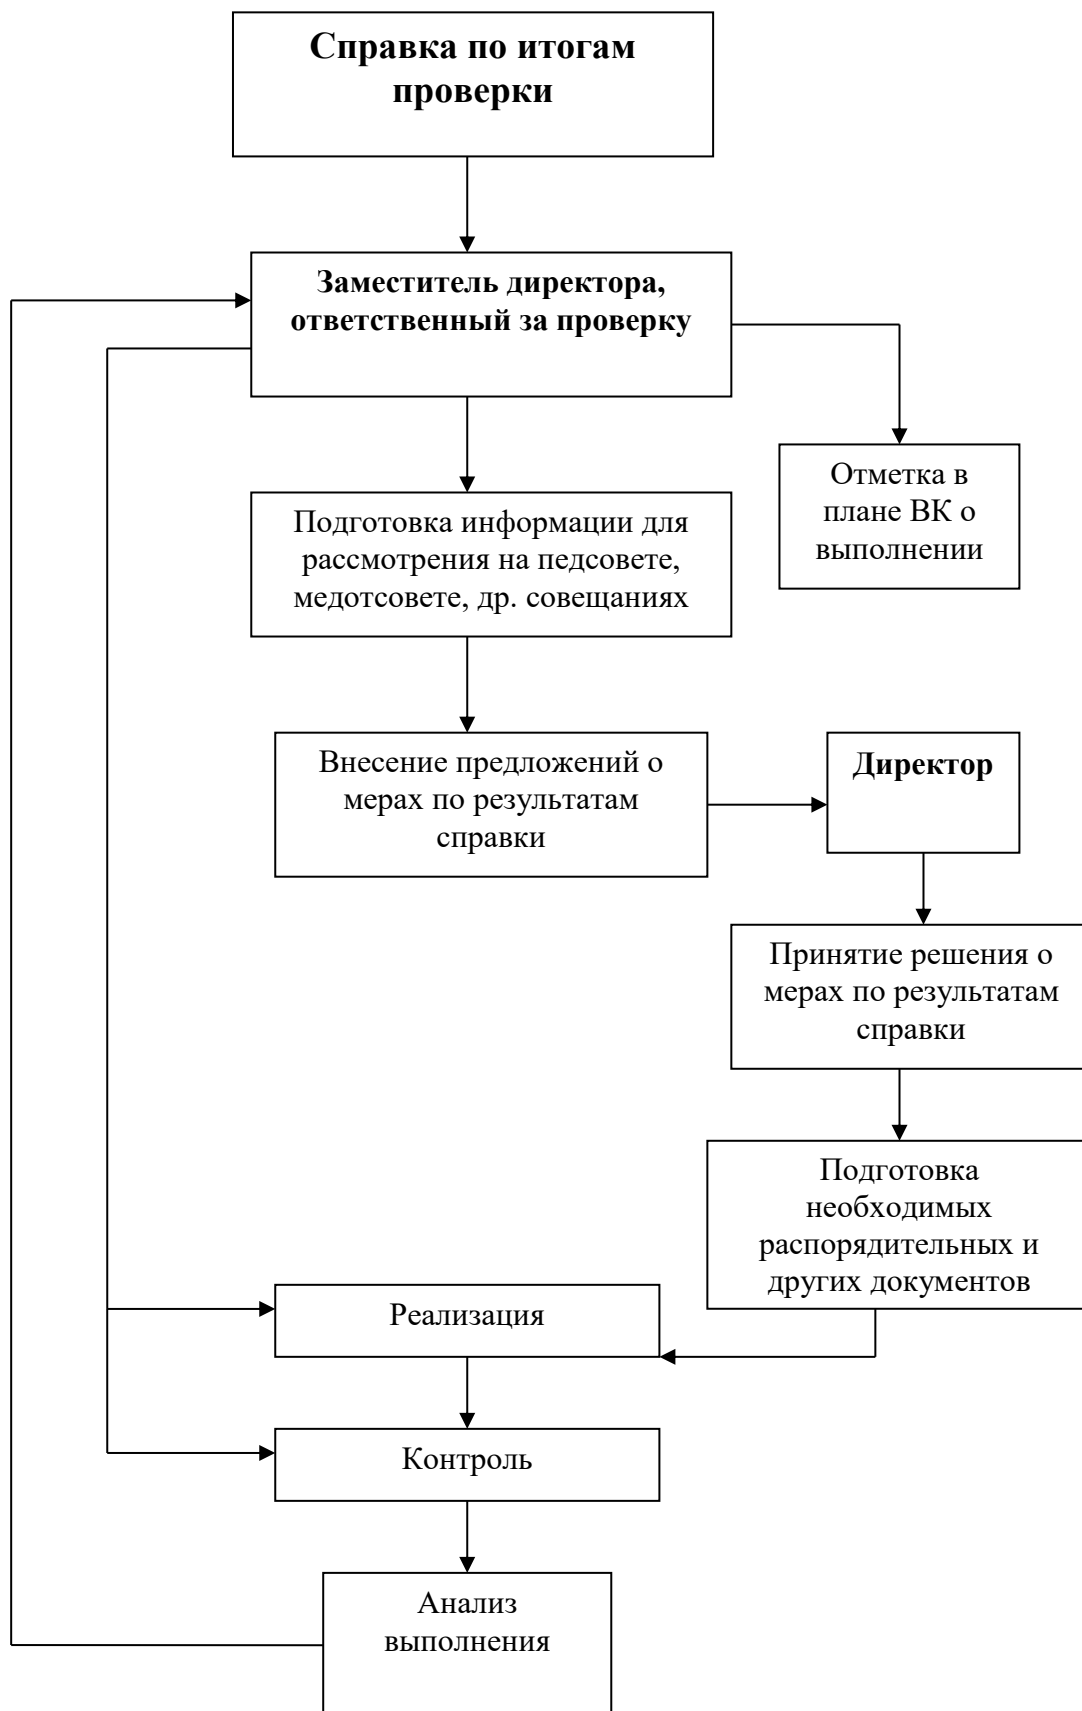 Справка по итогам
проверки
Заместитель директора,
ответственный за проверку
Отметка в
плане ВК о
выполнении
Подготовка информации для
рассмотрения на педсовете,
медотсовете, др. совещаниях
Внесение предложений о
мерах по результатам
справки
Директор
Принятие решения о
мерах по результатам
справки
Подготовка
необходимых
распорядительных и
других документов
Реализация
Контроль
Анализ
выполнения